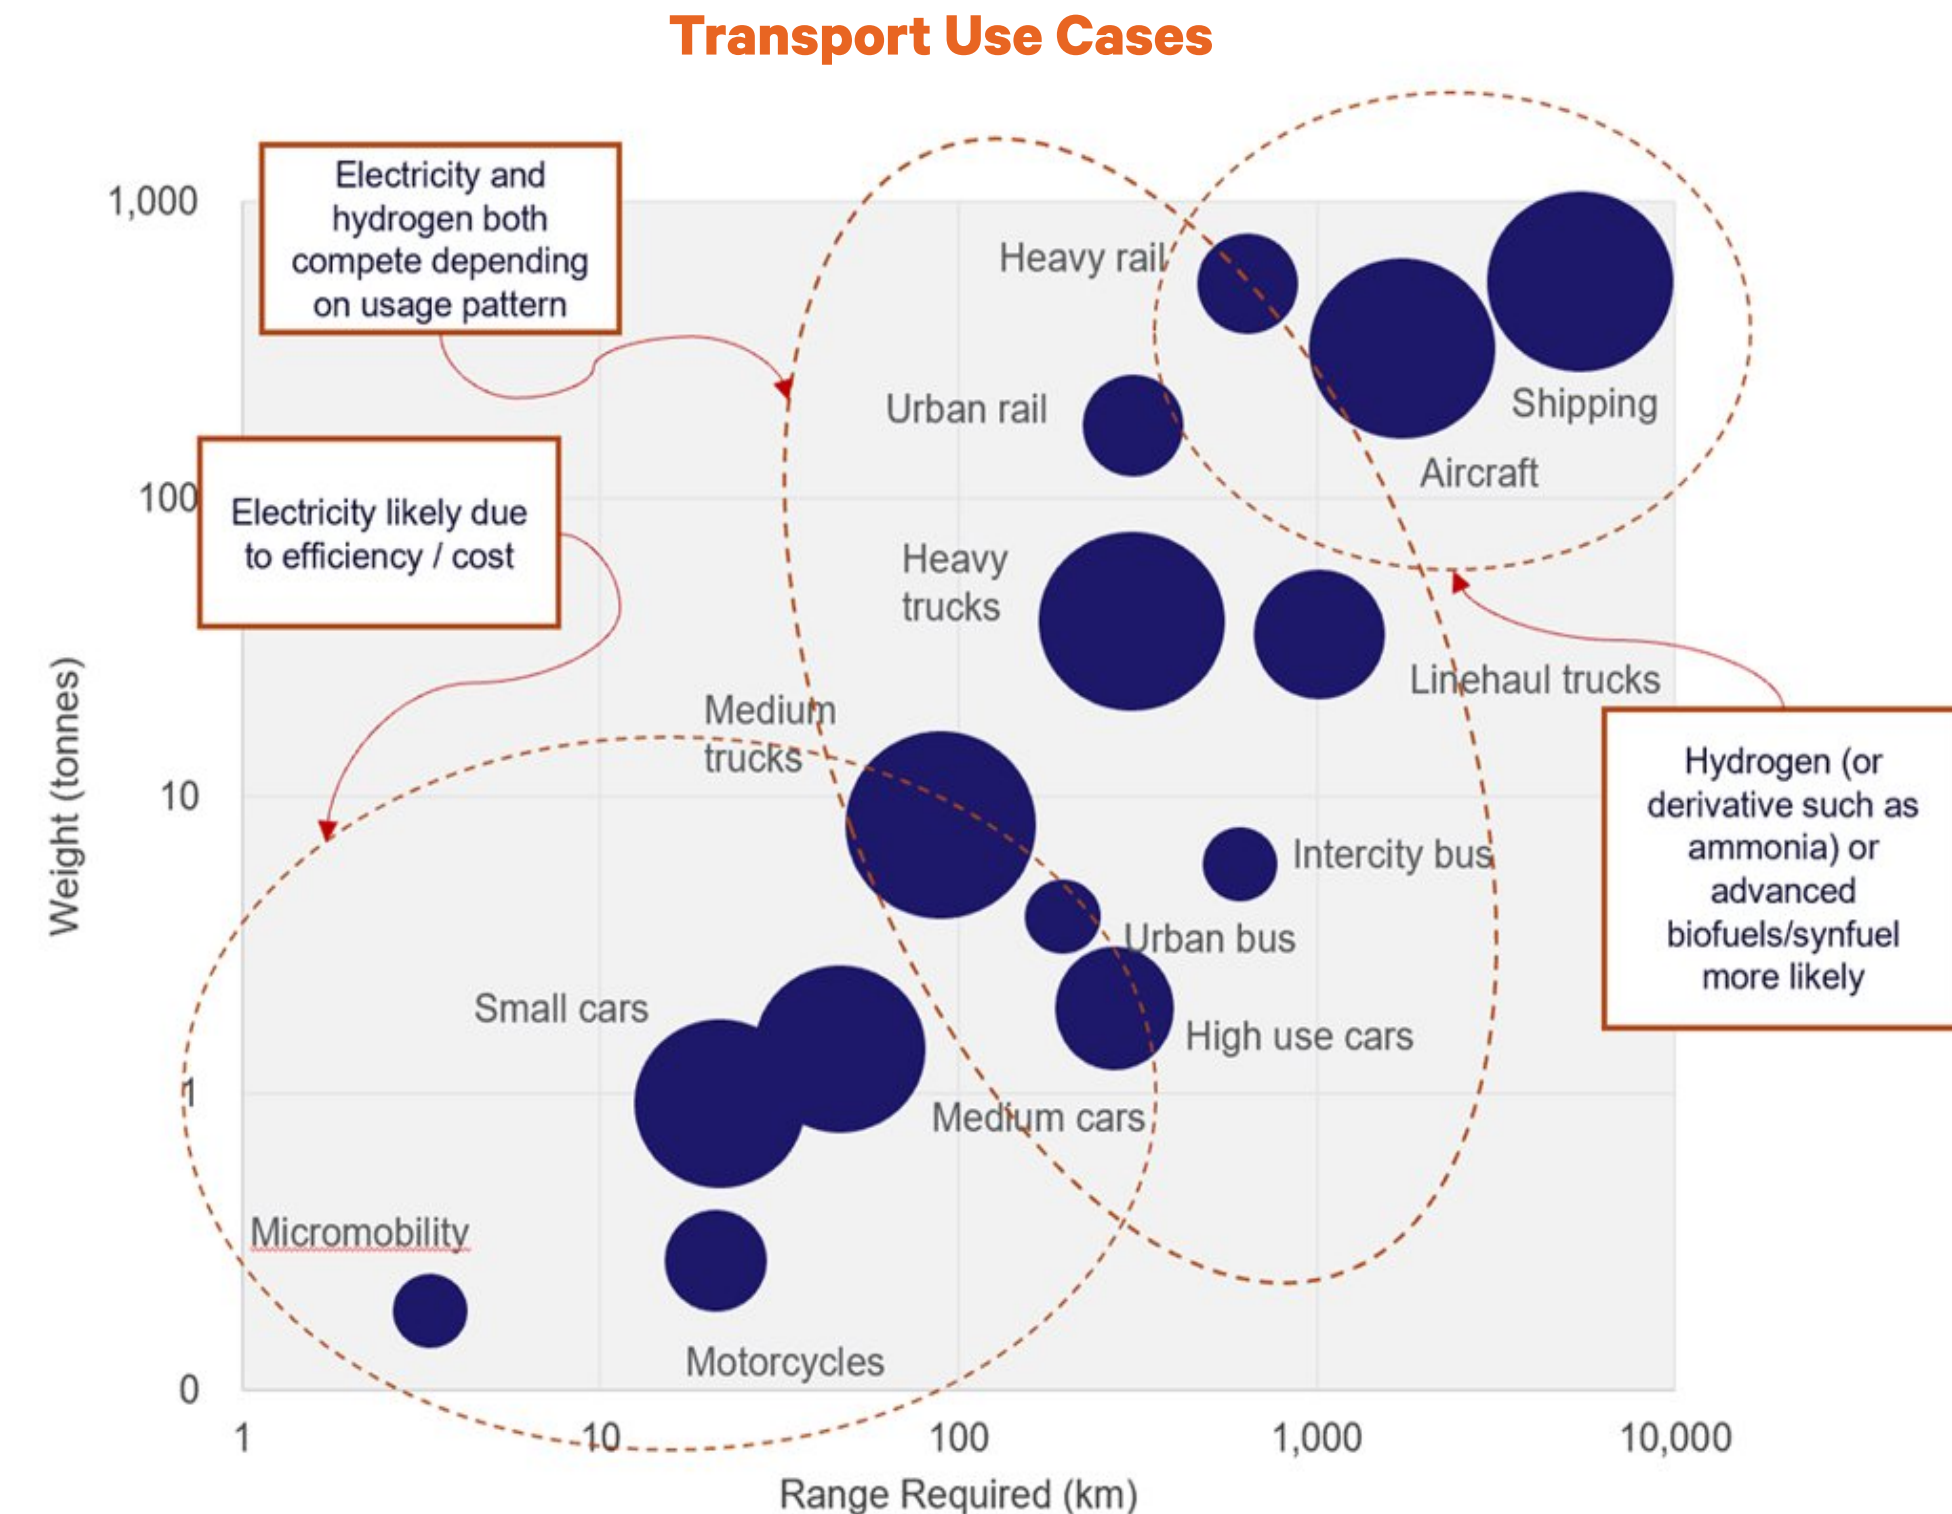 Transport Use Cases
Electricity and
hydrogen both
compete depending
on usage pattern
Electricity likely due
to efficiency / cost
Hydrogen (or
derivative such as
ammonia) or
advanced
biofuels/synfuel
more likely
Weight (tonnes)
1,000
100
10
1
0
Heavy rail
Shipping
Urban rail
Aircraft
Heavy
trucks
Linehaul trucks
Medium
trucks
Intercity bus
Urban bus
Small cars
High use cars
Medium cars
Micromobility
Motorcycles
1
10
100
1,000
10,000
Range Required (km)